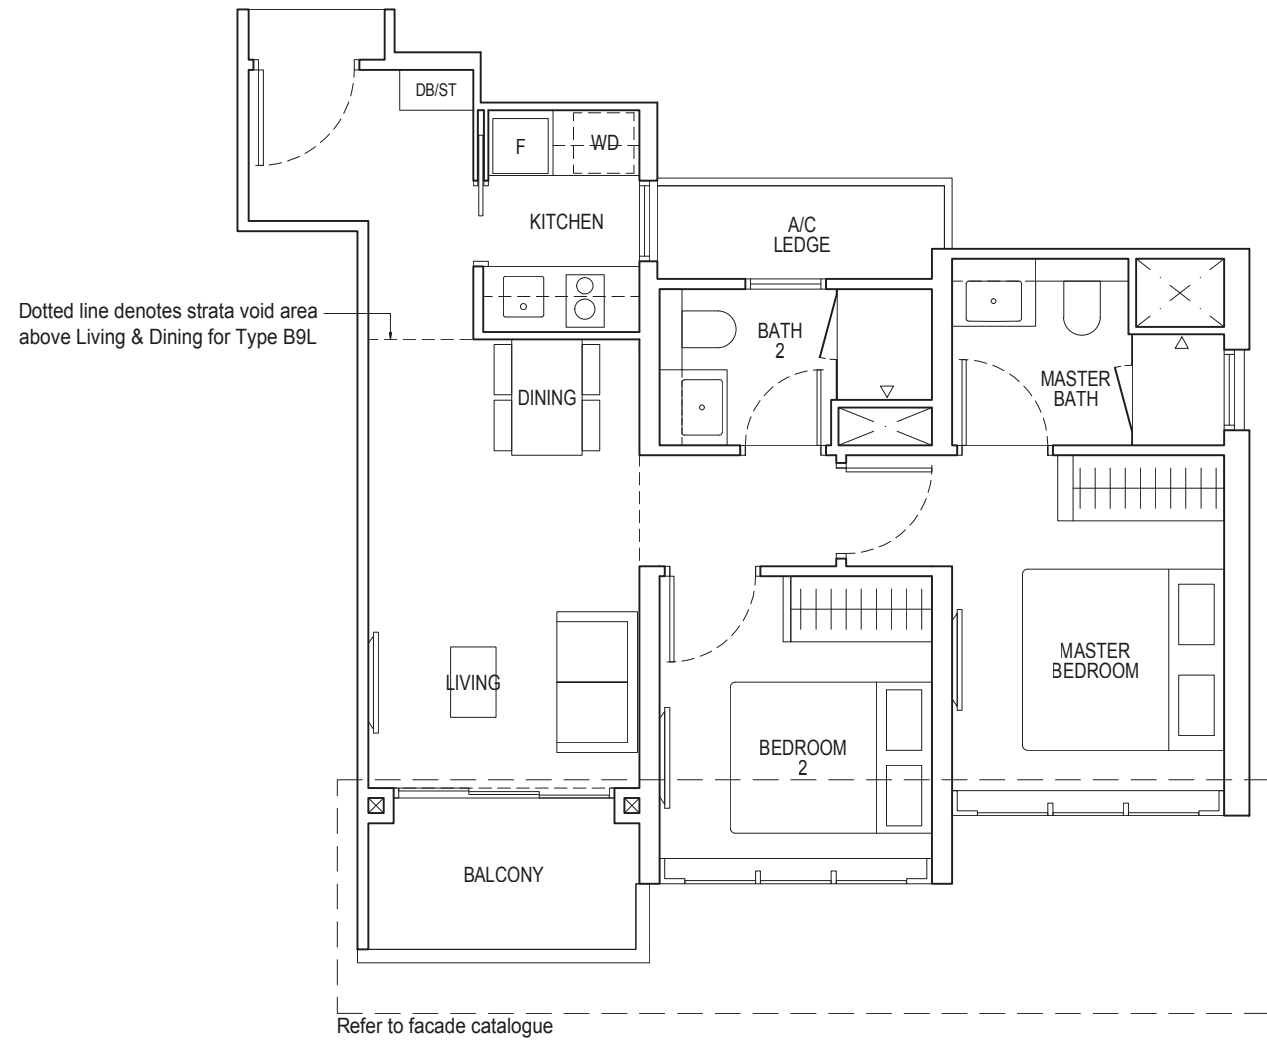 DB/ST
F
WD
KITCHEN
A/C
LEDGE
Dotted line denotes strata void area
above Living & Dining for Type B9L
BATH
2
MASTER
BATH
DINING
LIVING
MASTER
BEDROOM
BEDROOM
2
BALCONY
Refer to facade catalogue